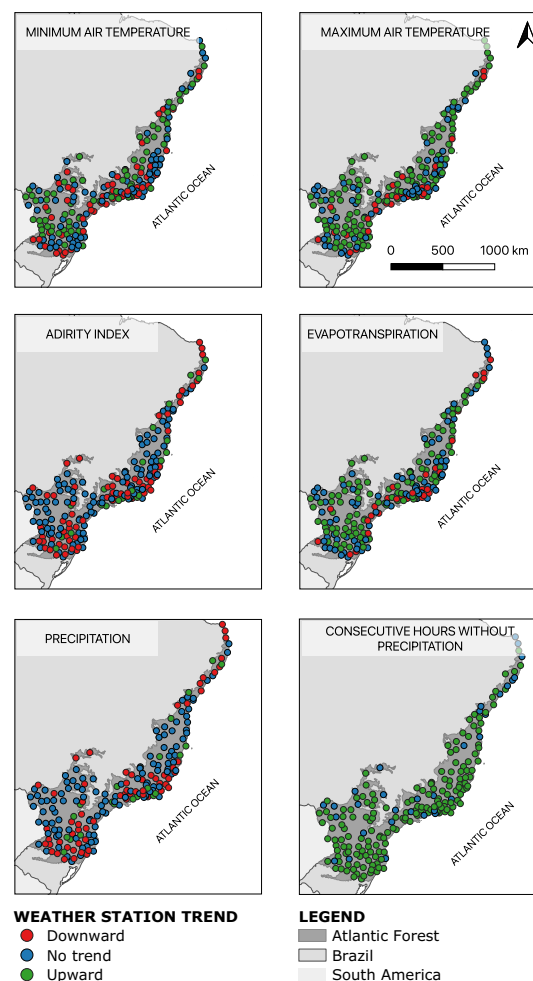 MINIMUM AIR TEMPERATURE
ATLANTIC OCEAN
MAXIMUM AIR TEMPERATURE
ATLANTIC OCEAN
0 500 1000 km
ADIRITY INDEX
ATLANTIC OCEAN
EVAPOTRANSPIRATION
ATLANTIC OCEAN
PRECIPITATION
ATLANTIC OCEAN
CONSECUTIVE HOURS WITHOUT
PRECIPITATION
ATLANTIC OCEAN
WEATHER STATION TREND
Downward
No trend
Upward
LEGEND
Atlantic Forest
Brazil
South America